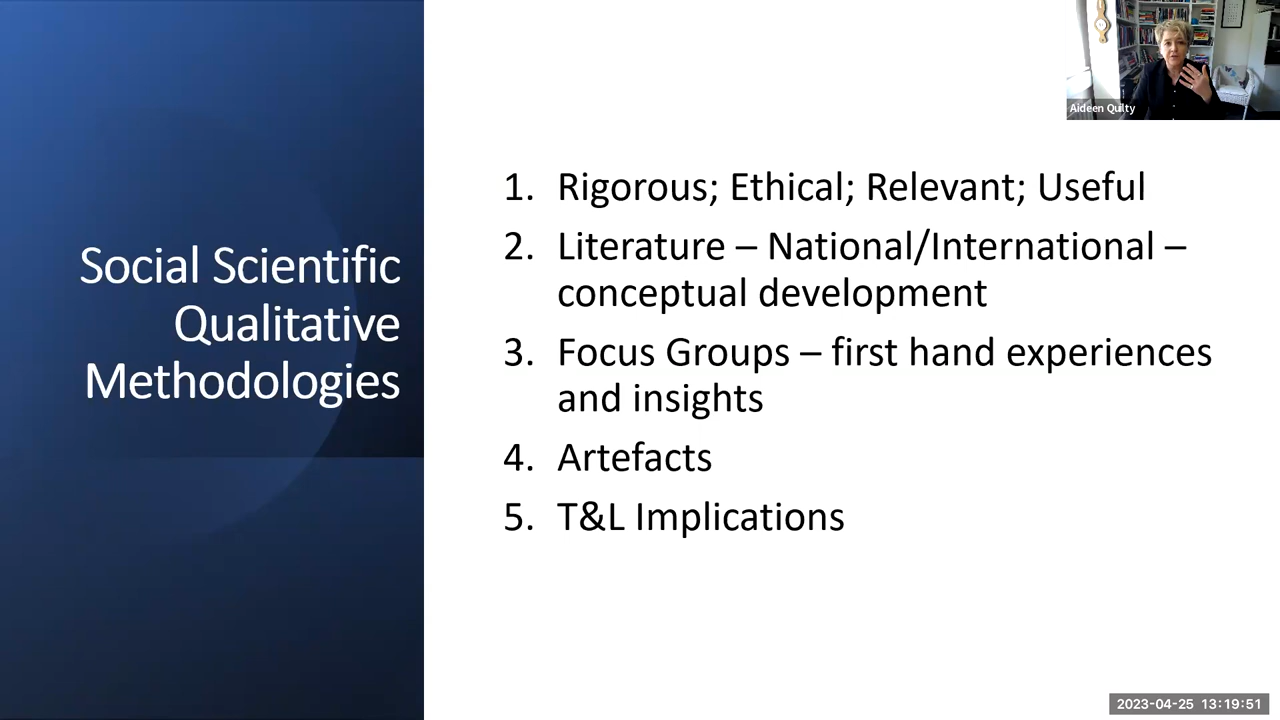 Social Scientific
Qualitative
Methodologies
1. Rigorous; Ethical; Relevant; Useful
2. Literature – National/International –
conceptual development
3. Focus Groups – first hand experiences
and insights
4. Artefacts
5. T&L Implications
Aideen Quilty
2023-04-25 13:19:51